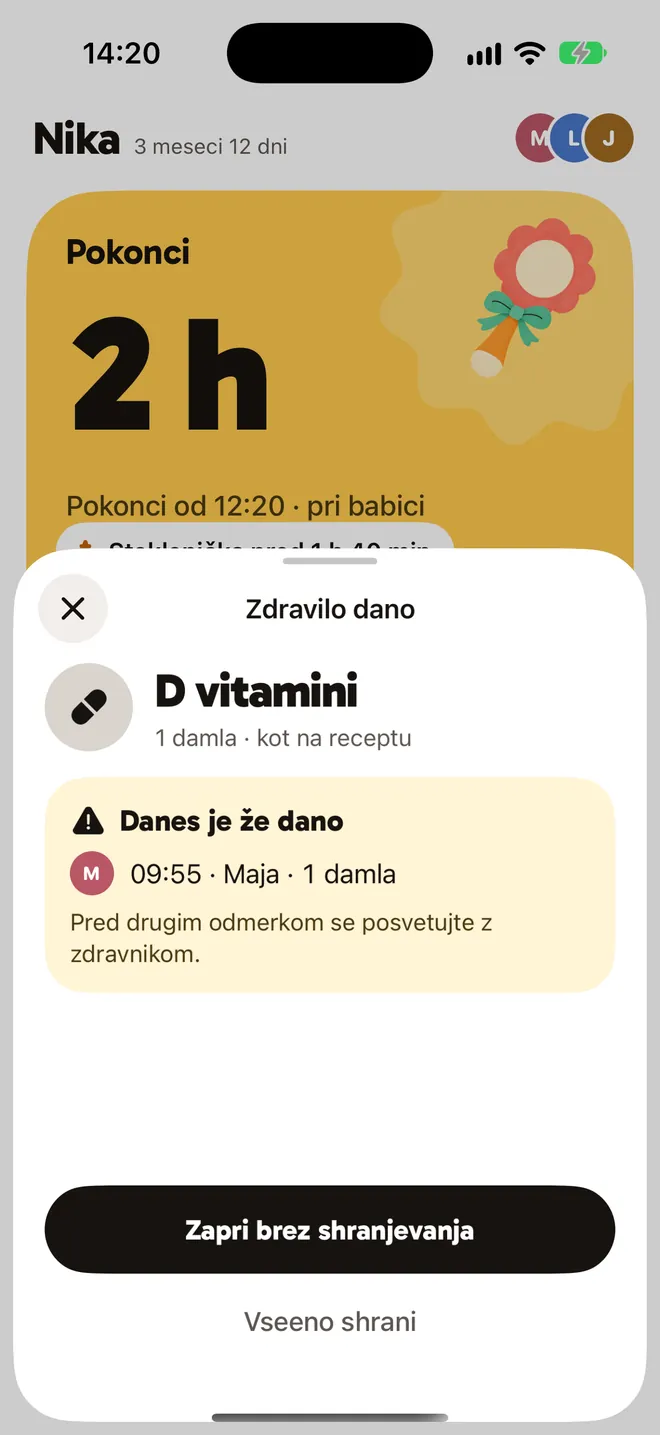 14:20
Nika 3 meseci 12 dni
M L J
Pokonci
2 h
Pokonci od 12:20 · pri babici
Zdravilo dano
D vitamini
1 damla · kot na receptu
Danes je že dano
M 09:55 · Maja · 1 damla
Pred drugim odmerkom se posvetujte z
zdravnikom.
Zapri brez shranjevanja
Vseeno shrani